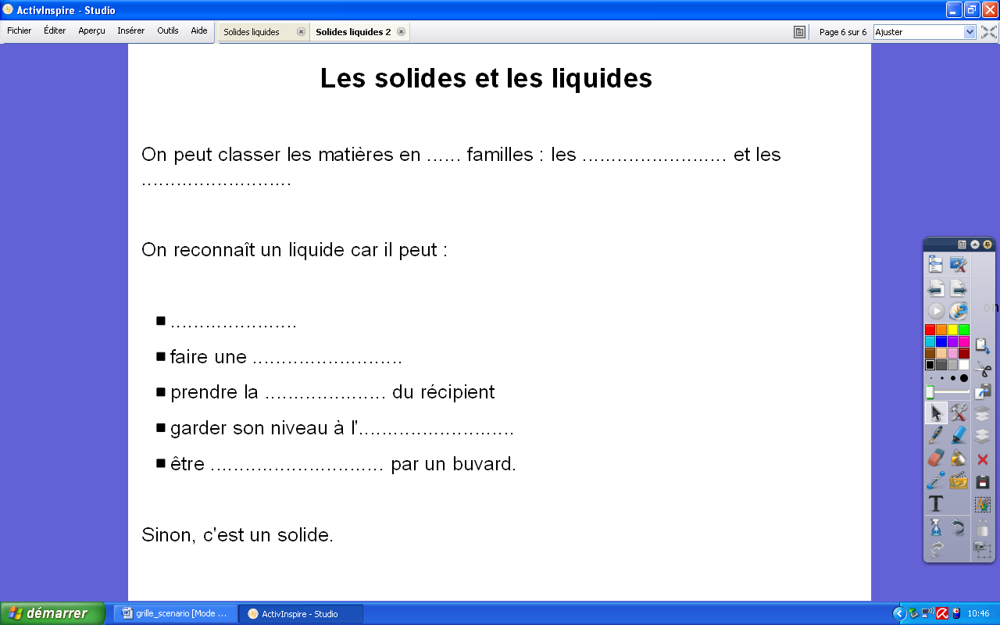 ActivInspire - Studio
Fichier Éditer Aperçu Insérer Outils Aide Solides liquides Solides liquides 2 Page 6 sur 6 Ajuster
Les solides et les liquides
On peut classer les matières en ...... familles : les ......................... et les
..........................
On reconnaît un liquide car il peut :
■ ......................
■ faire une ..........................
■ prendre la ..................... du récipient
■ garder son niveau à l'...........................
■ être .............................. par un buvard.
Sinon, c'est un solide.
on
T
démarrer grille_scenario [Mode ... ActivInspire - Studio 10:46